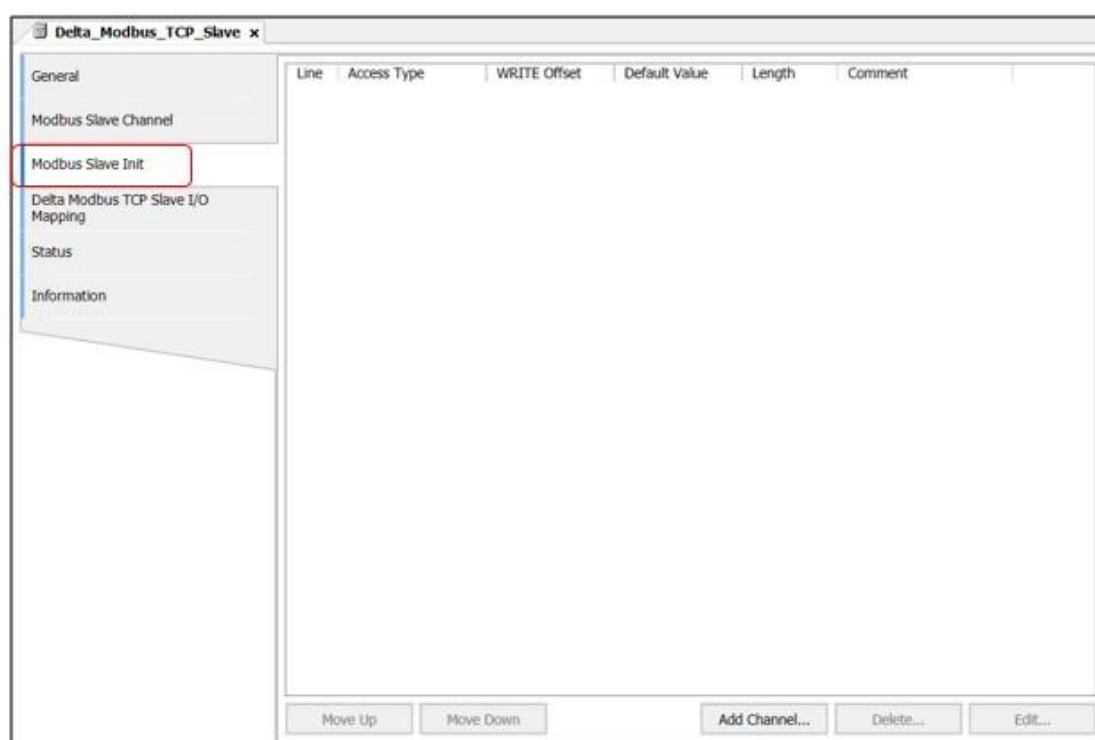 Delta_Modbus_TCP_Slave x
General
Modbus Slave Channel
Modbus Slave Init
Delta Modbus TCP Slave I/O
Mapping
Status
Information
Line Access Type WRITE Offset Default Value Length Comment
Move Up Move Down Add Channel... Delete... Edit...